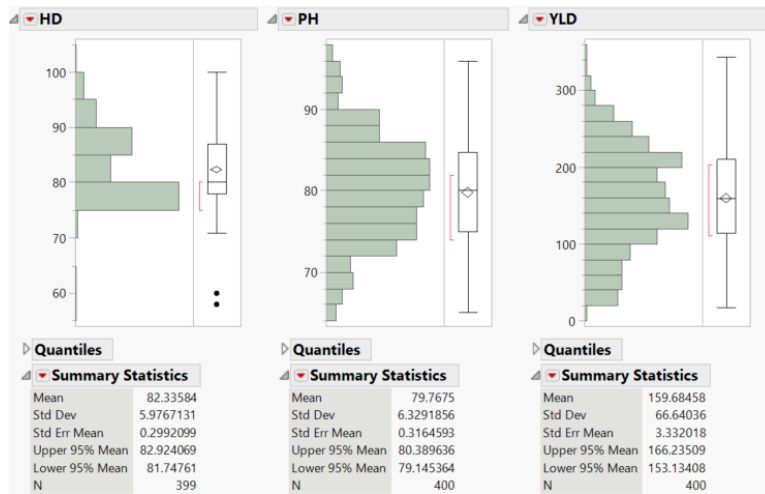 HD
100
90
80
70
60
Quantiles
Summary Statistics
Mean 82.33584
Std Dev 5.9767131
Std Err Mean 0.2992099
Upper 95% Mean 82.924069
Lower 95% Mean 81.74761
N 399
PH
90
80
70
Quantiles
Summary Statistics
Mean 79.7675
Std Dev 6.3291856
Std Err Mean 0.3164593
Upper 95% Mean 80.389636
Lower 95% Mean 79.145364
N 400
YLD
300
200
100
0
Quantiles
Summary Statistics
Mean 159.68458
Std Dev 66.64036
Std Err Mean 3.332018
Upper 95% Mean 166.23509
Lower 95% Mean 153.13408
N 400